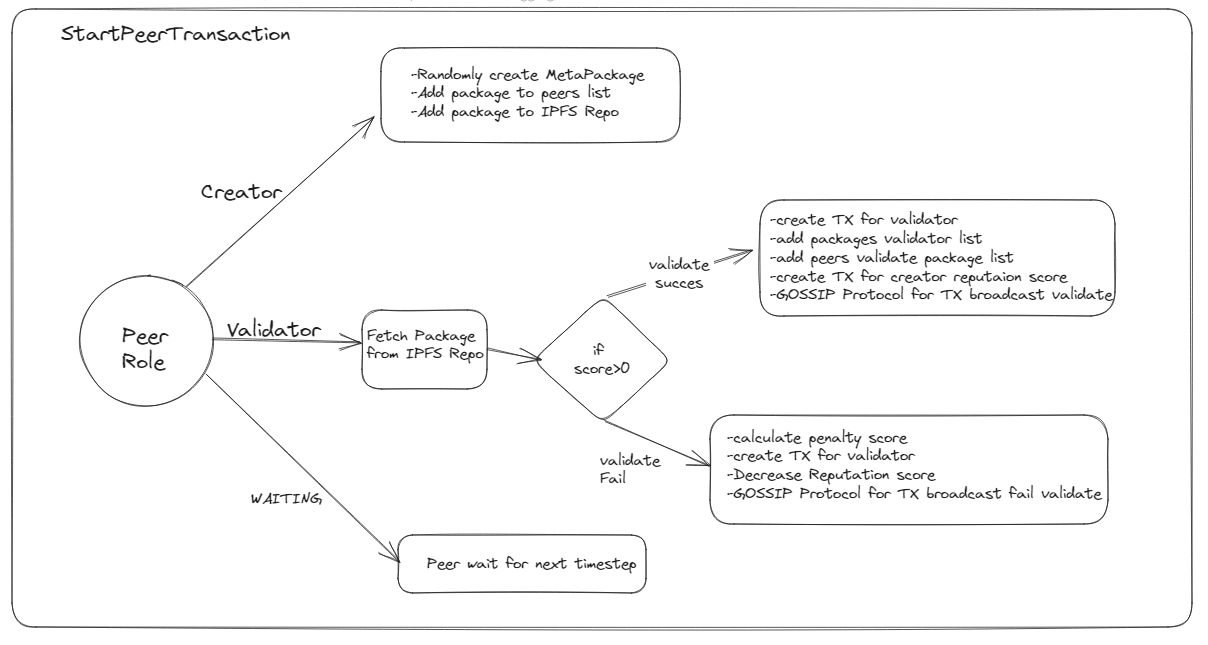 StartPeerTransaction
-Randomly create MetaPackage
-Add package to peers list
-Add package to IPFS Repo
Creator
-create TX for validator
-add packages validator list
-add peers validate package list
-create TX for creator reputaion score
-GOSSIP Protocol for TX broadcast validate
validate
succes
Peer
Role
Validator
Fetch Package
from IPFS Repo
if
score>0
validate
Fail
-calculate penalty score
-create TX for validator
-Decrease Reputation score
-GOSSIP Protocol for TX broadcast fail validate
WAITING
Peer wait for next timestep